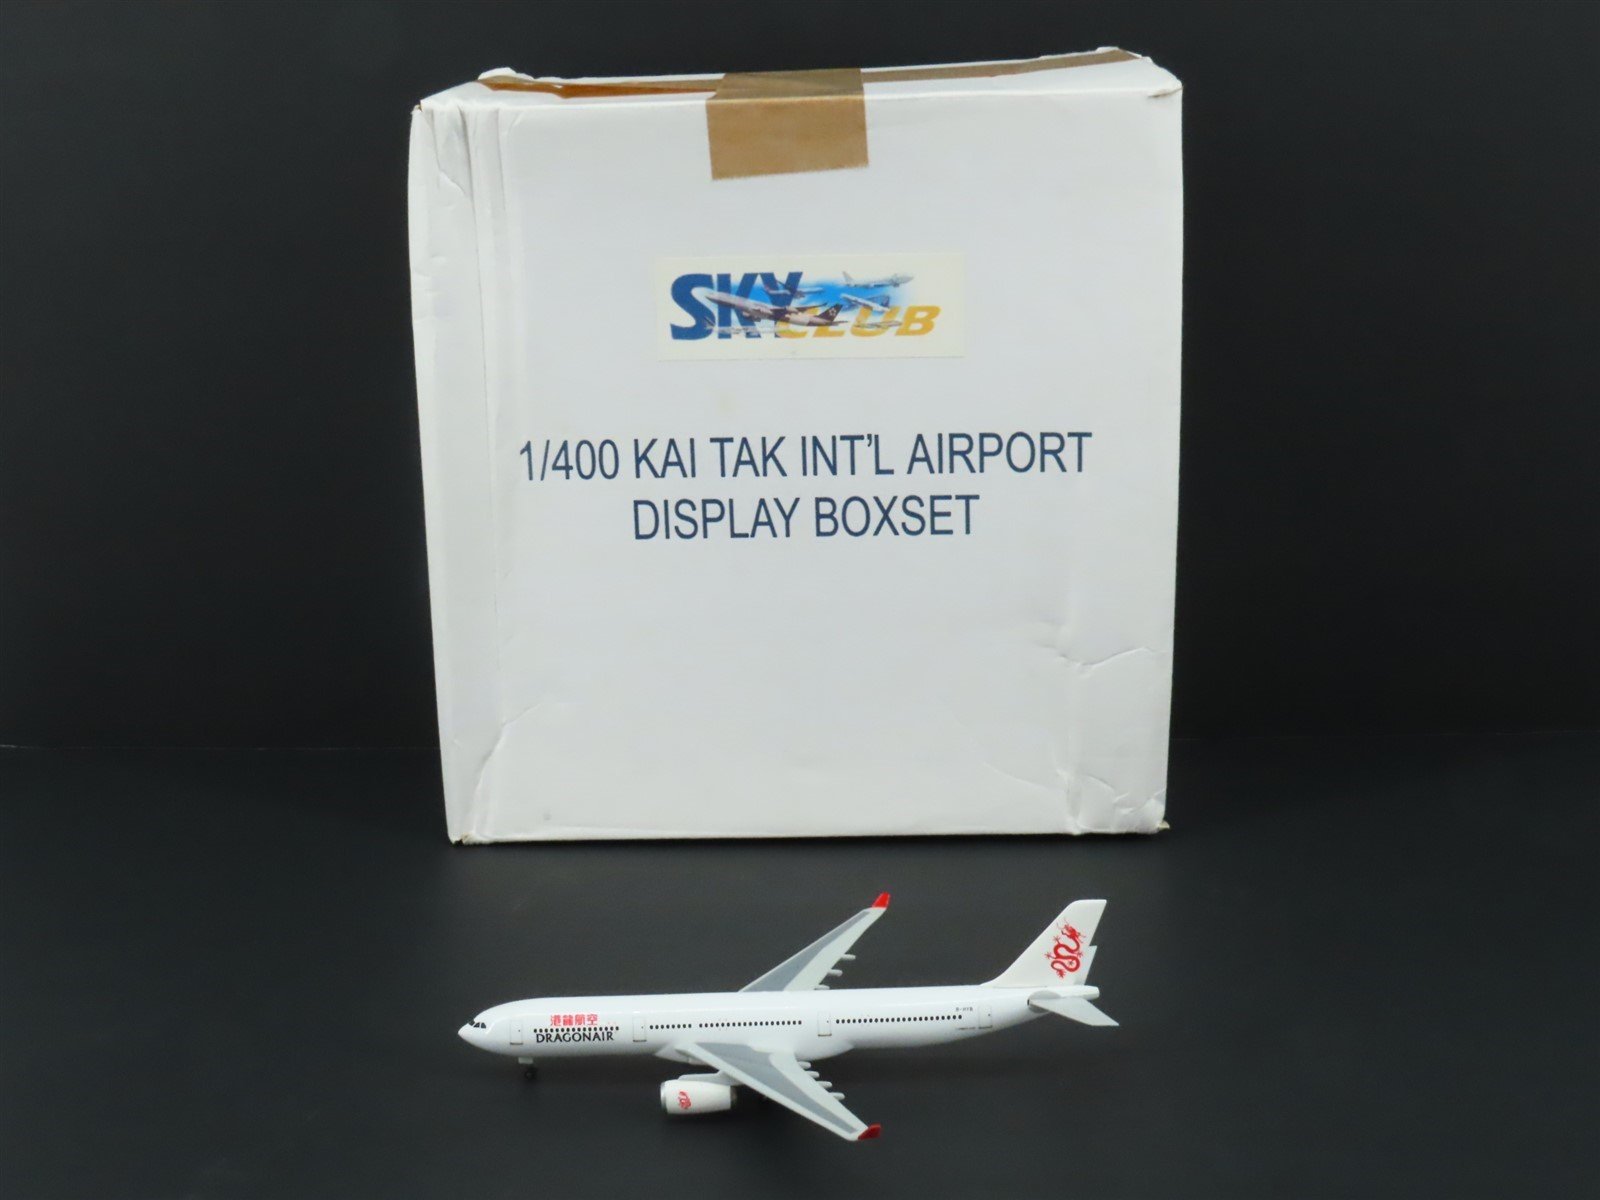 SKY CLUB
1/400 KAI TAK INT'L AIRPORT
DISPLAY BOXSET
港龍航空
DRAGONAIR